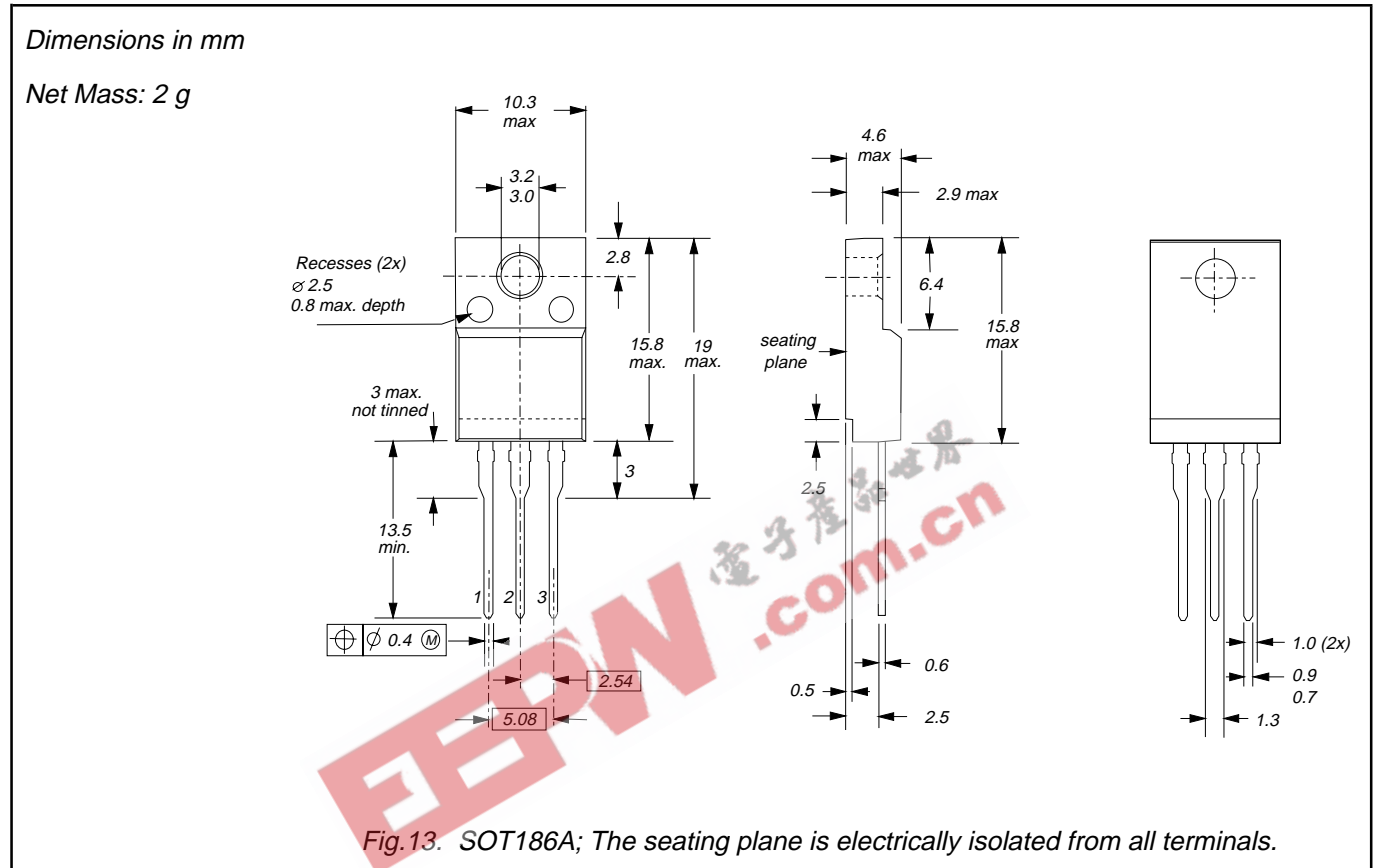 Dimensions in mm
Net Mass: 2 g
10.3
max
3.2
3.0
2.8
Recesses (2x)
⌀ 2.5
0.8 max. depth
15.8
max.
19
max.
3 max.
not tinned
3
13.5
min.
1
2
3
⌀ 0.4 Ⓜ
2.54
5.08
4.6
max
2.9 max
6.4
15.8
max
seating
plane
2.5
0.6
0.5
2.5
1.0 (2x)
0.9
0.7
1.3
EEPW
電子產品世界
.com.cn
Fig.13. SOT186A; The seating plane is electrically isolated from all terminals.